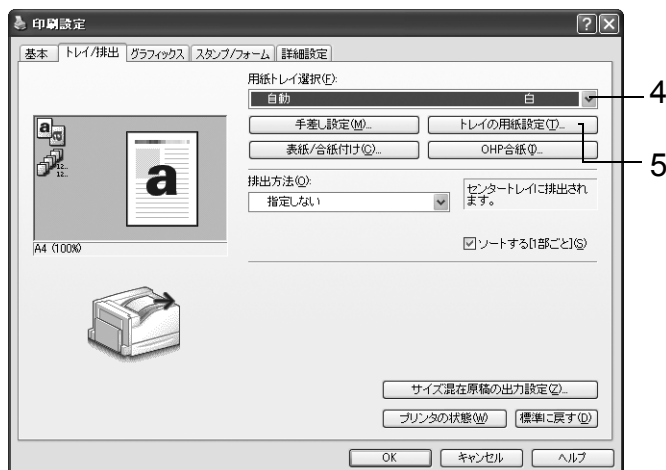 印刷設定
基本 トレイ/排出 グラフィックス スタンプ/フォーム 詳細設定
用紙トレイ選択(F):
自動 白
4
手差し設定(M)... トレイの用紙設定(T)...
5
表紙/合紙付け(C)... OHP合紙(I)...
排出方法(O):
指定しない
センタートレイに排出されます。
ソートする[1部ごと](S)
a
a
12..
12..
a
A4 (100%)
サイズ混在原稿の出力設定(Z)...
プリンタの状態(W) 標準に戻す(D)
OK キャンセル ヘルプ